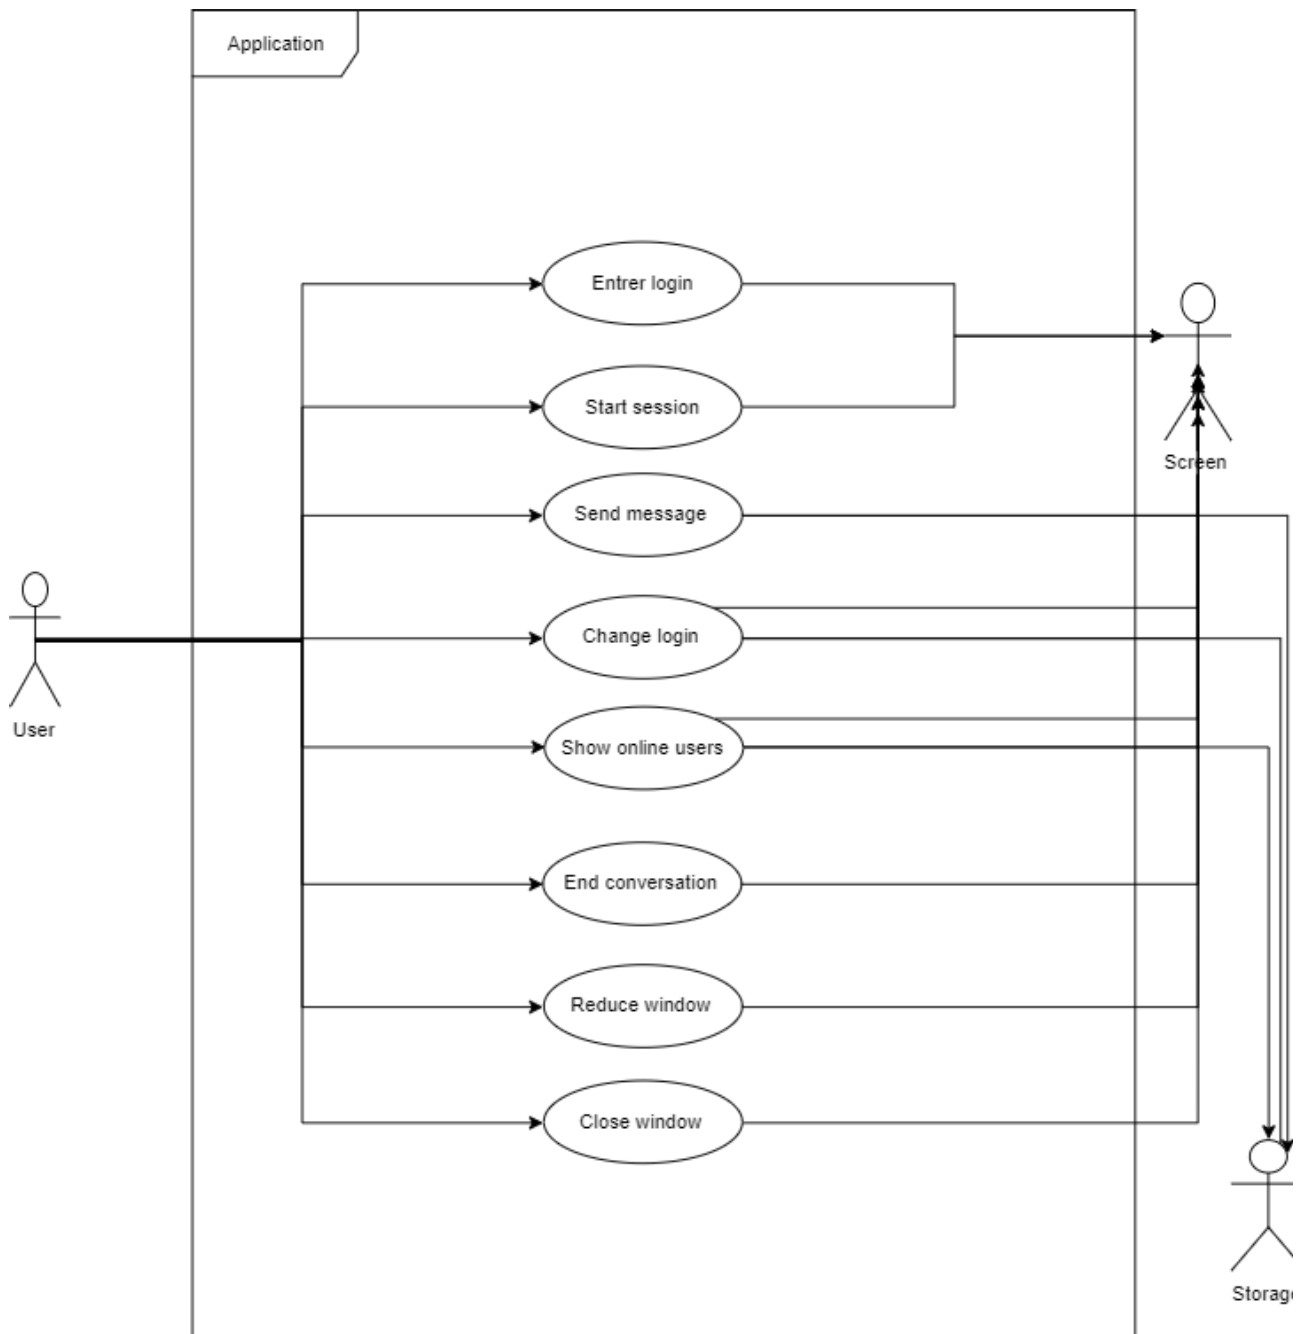 Application
Entrer login
Start session
Screen
Send message
Change login
User
Show online users
End conversation
Reduce window
Close window
Storage